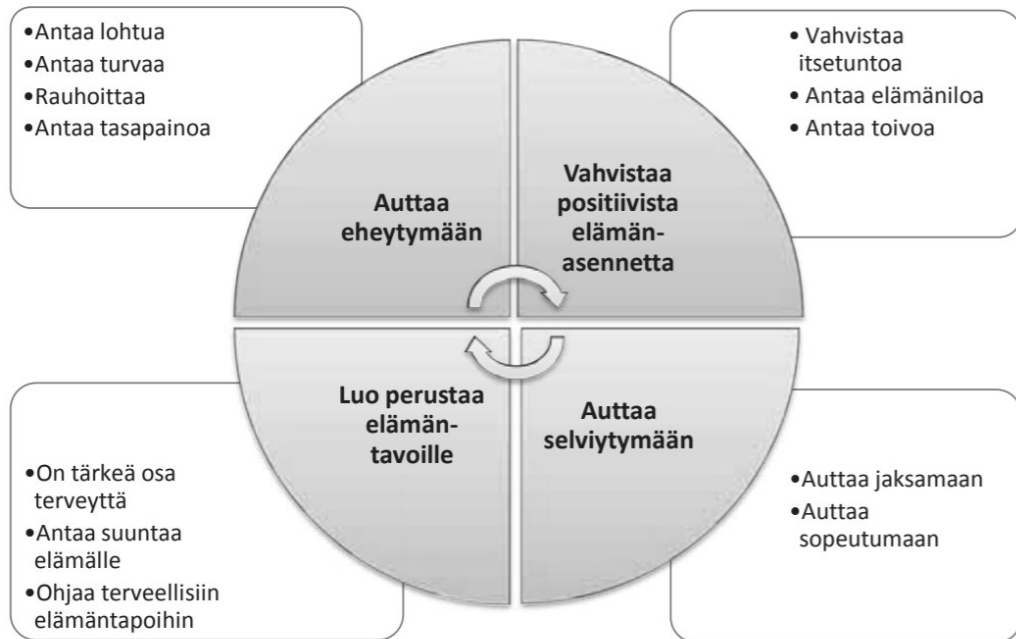 •Antaa lohtua
•Antaa turvaa
•Rauhoittaa
•Antaa tasapainoa
• Vahvistaa
itsetuntoa
• Antaa elämäniloa
• Antaa toivoa
Auttaa
eheytymään
Vahvistaa
positiivista
elämän-
asennetta
Luo perustaa
elämän-
tavoille
Auttaa
selviytymään
•On tärkeä osa
terveyttä
•Antaa suuntaa
elämälle
•Ohjaa terveellisiin
elämäntapoihin
•Auttaa jaksamaan
•Auttaa
sopeutumaan